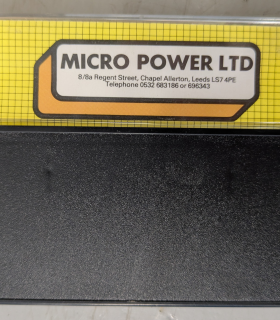 MICRO POWER LTD
8/8a Regent Street, Chapel Allerton, Leeds LS7 4PE
Telephone 0532 683186 or 696343